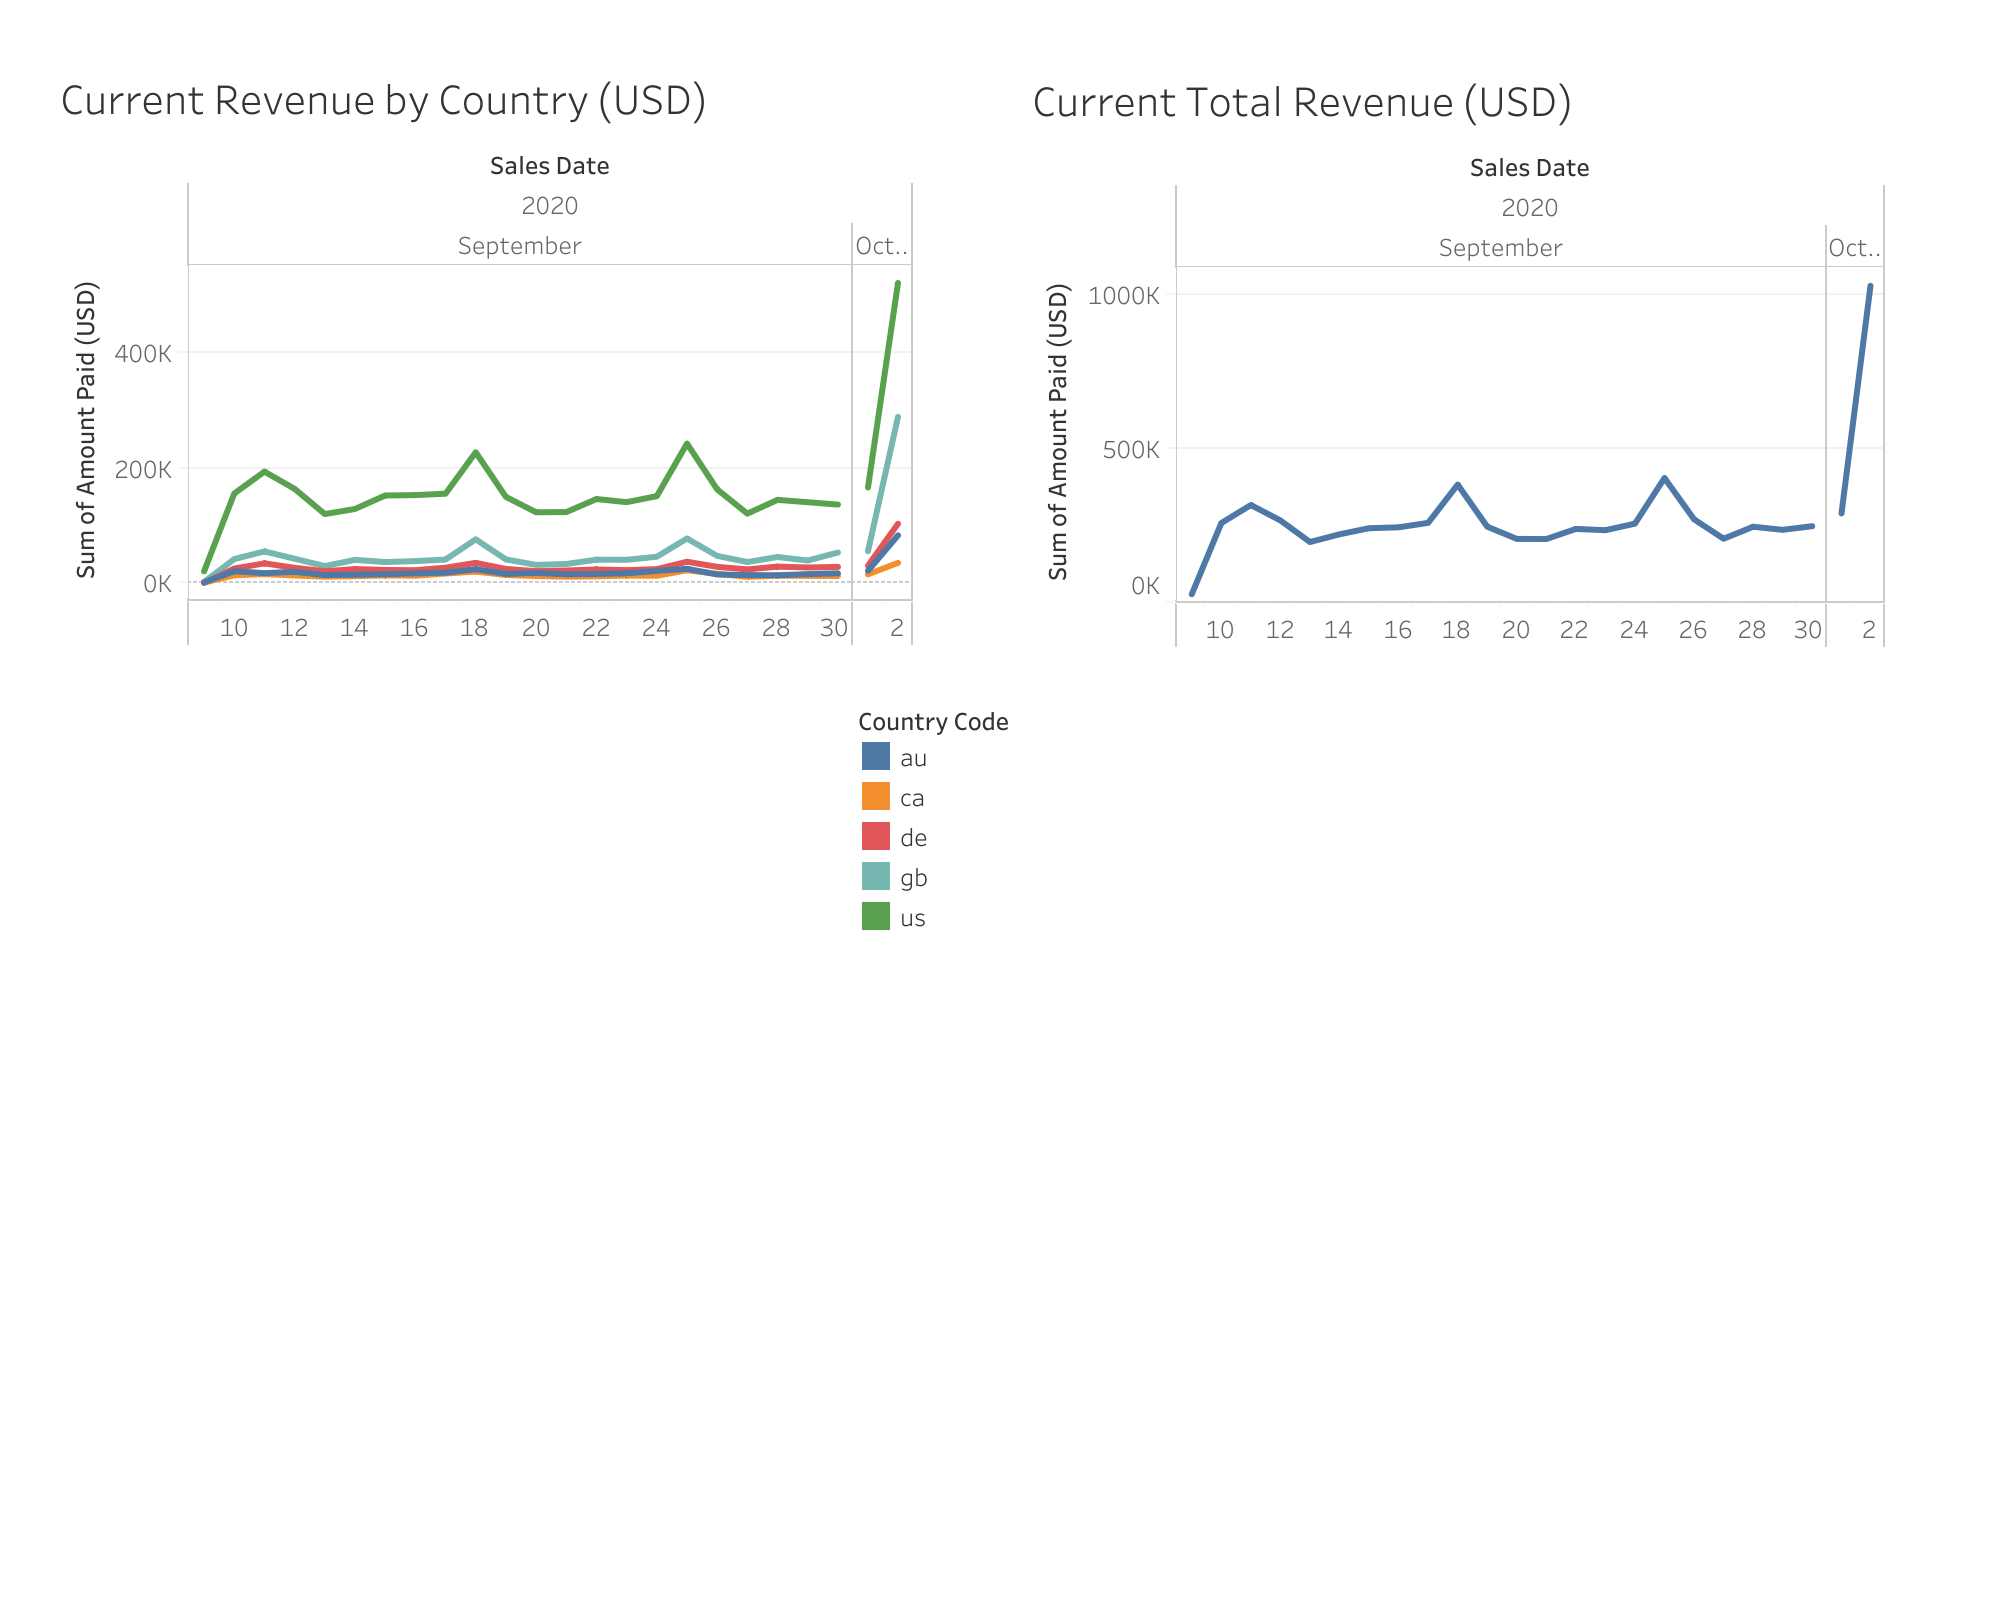 Current Revenue by Country (USD)
Sales Date
2020
September
Oct..
Sum of Amount Paid (USD)
400K
200K
0K
10 12 14 16 18 20 22 24 26 28 30 2
Current Total Revenue (USD)
Sales Date
2020
September
Oct..
Sum of Amount Paid (USD)
1000K
500K
0K
10 12 14 16 18 20 22 24 26 28 30 2
Country Code
au
ca
de
gb
us